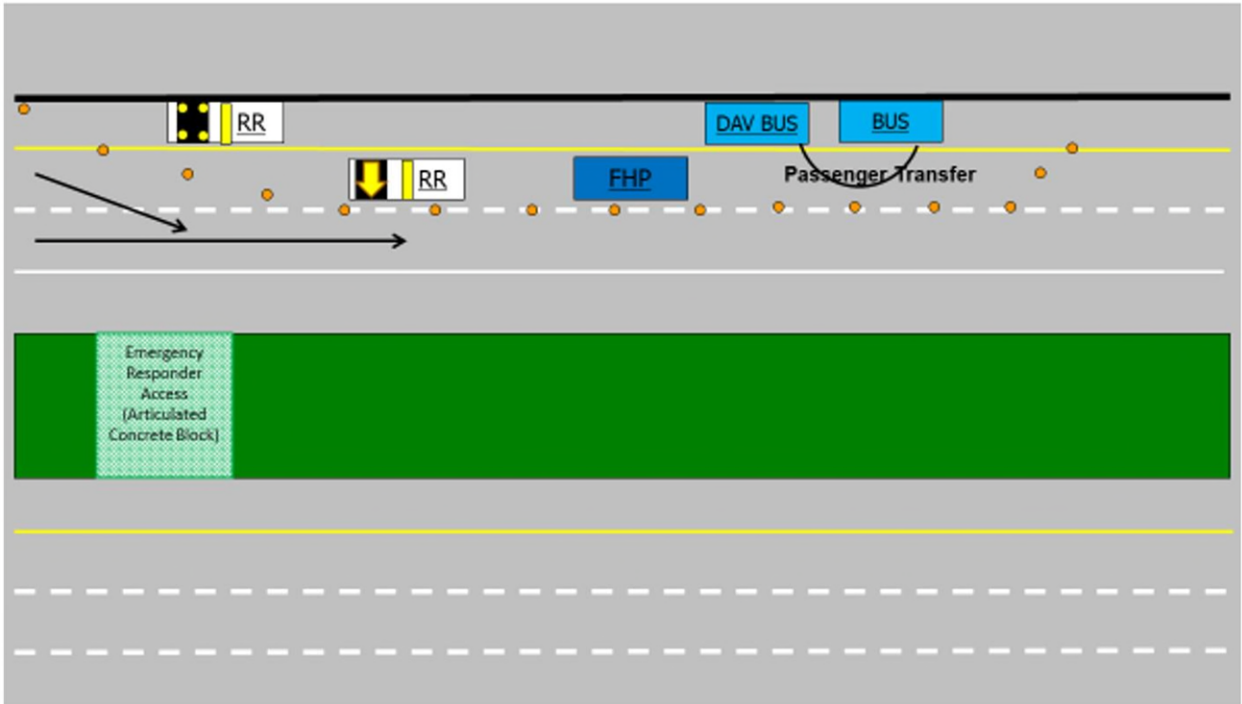 RR
DAV BUS
BUS
RR
FHP
Passenger Transfer
Emergency
Responder
Access
(Articulated
Concrete Block)